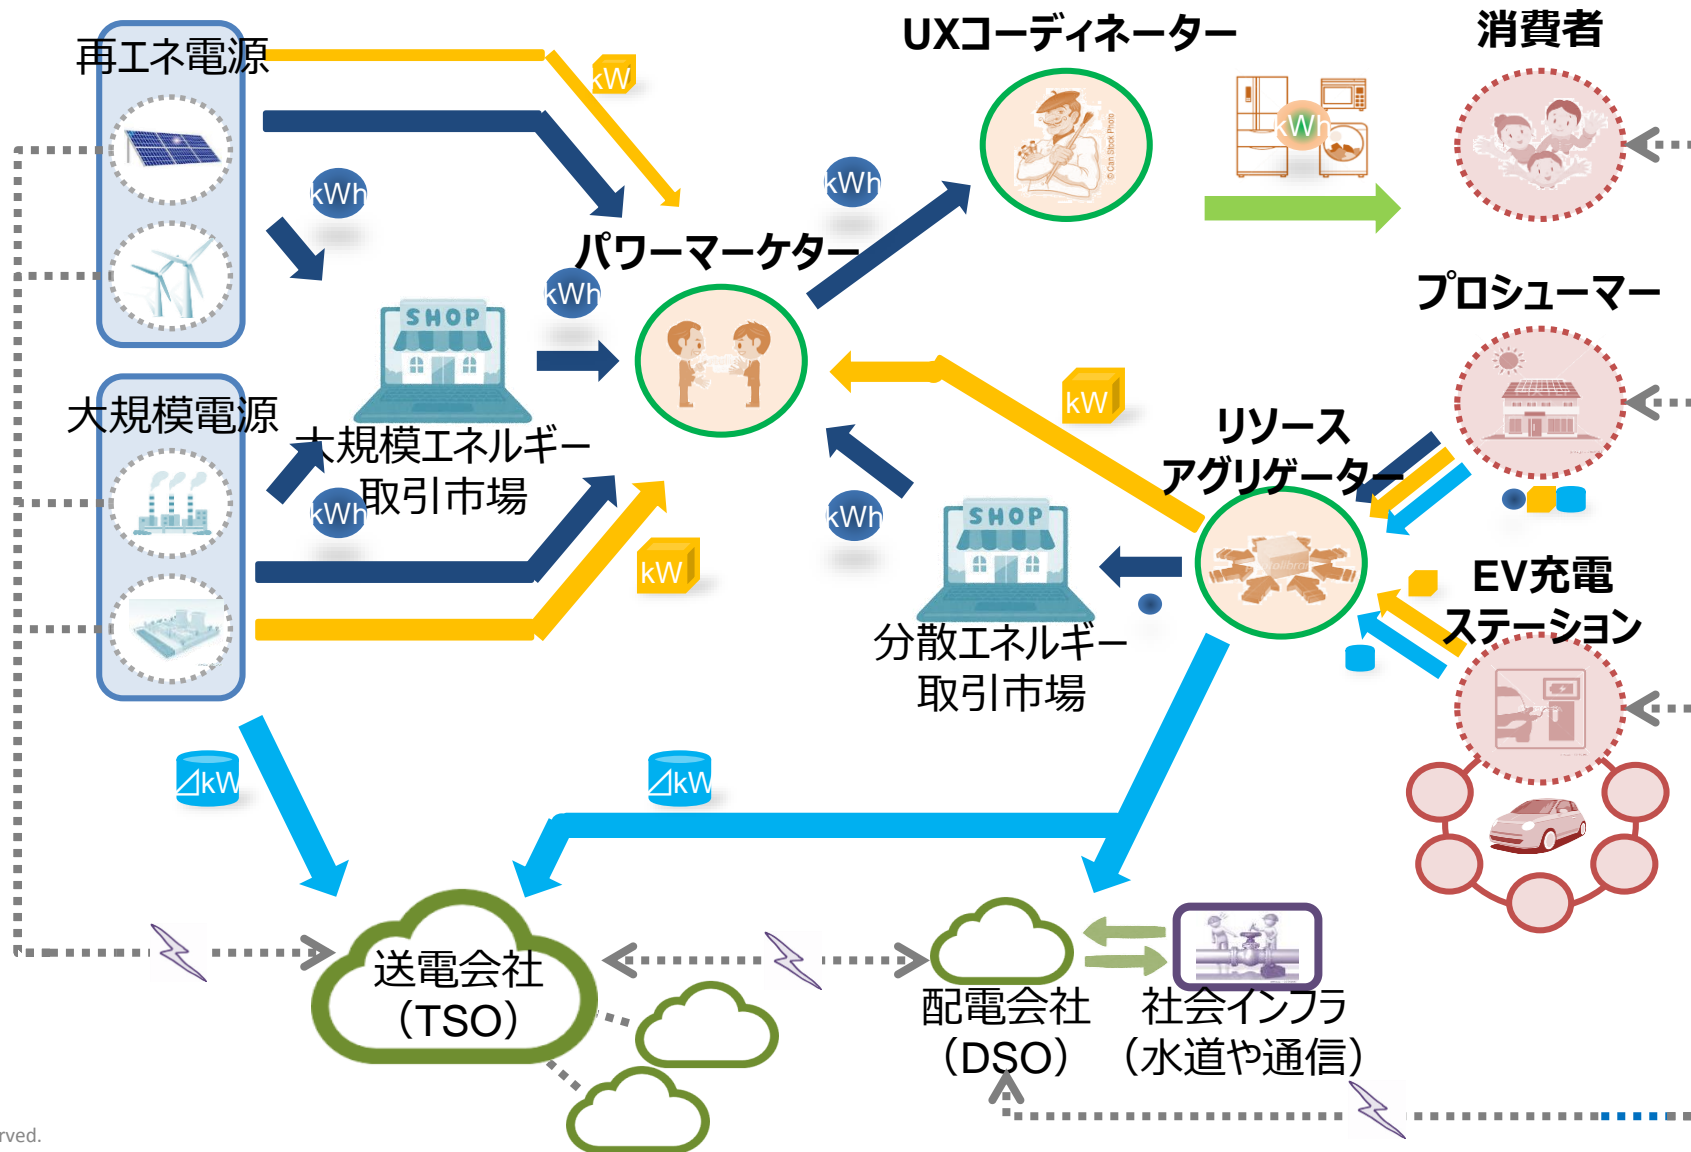 再エネ電源
kW
UXコーディネーター
消費者
kWh
© Can Stock Photo
kWh
kWh
パワーマーケター
kWh
プロシューマー
SHOP
大規模電源
大規模エネルギー
取引市場
kWh
kW
kW
リソース
アグリゲーター
kWh
SHOP
分散エネルギー
取引市場
EV充電
ステーション
⊿kW
⊿kW
送電会社
（TSO）
配電会社
（DSO）
社会インフラ
（水道や通信）
rved.